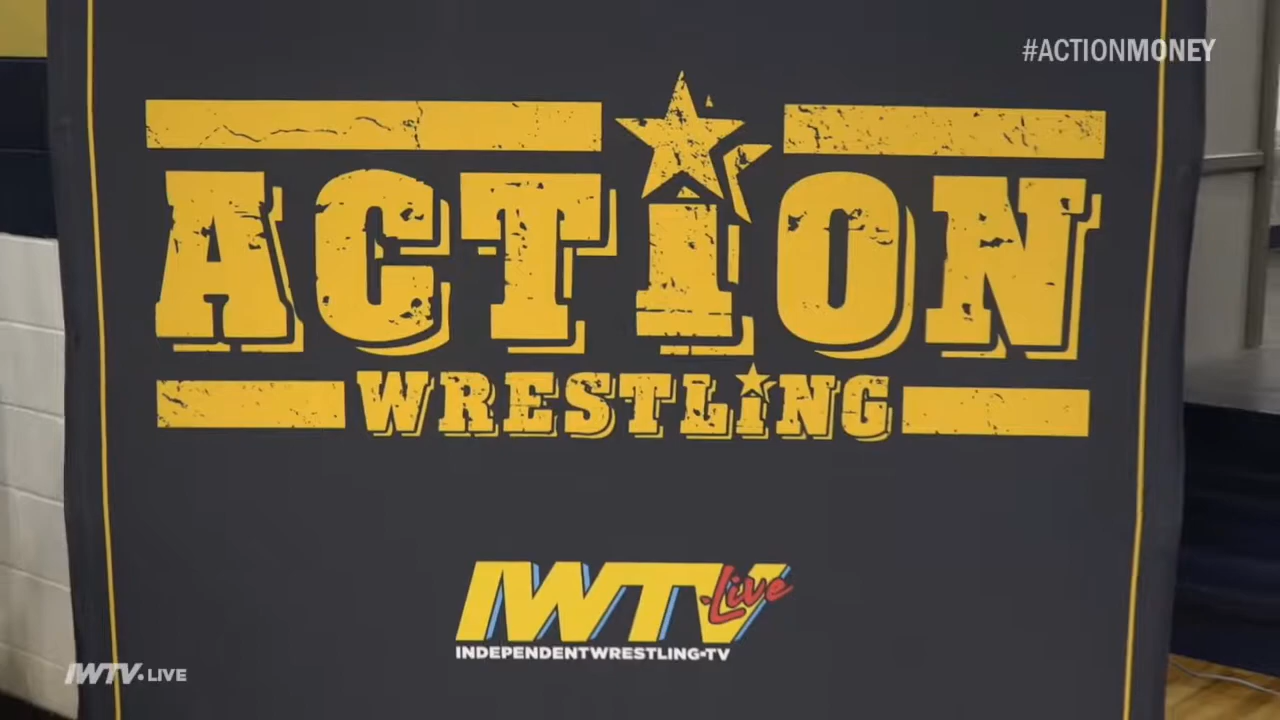 #ACTIONMONEY
ACTiON
WRESTLiNG
IWTV.Live
INDEPENDENTWRESTLING•TV
IWTV.LIVE